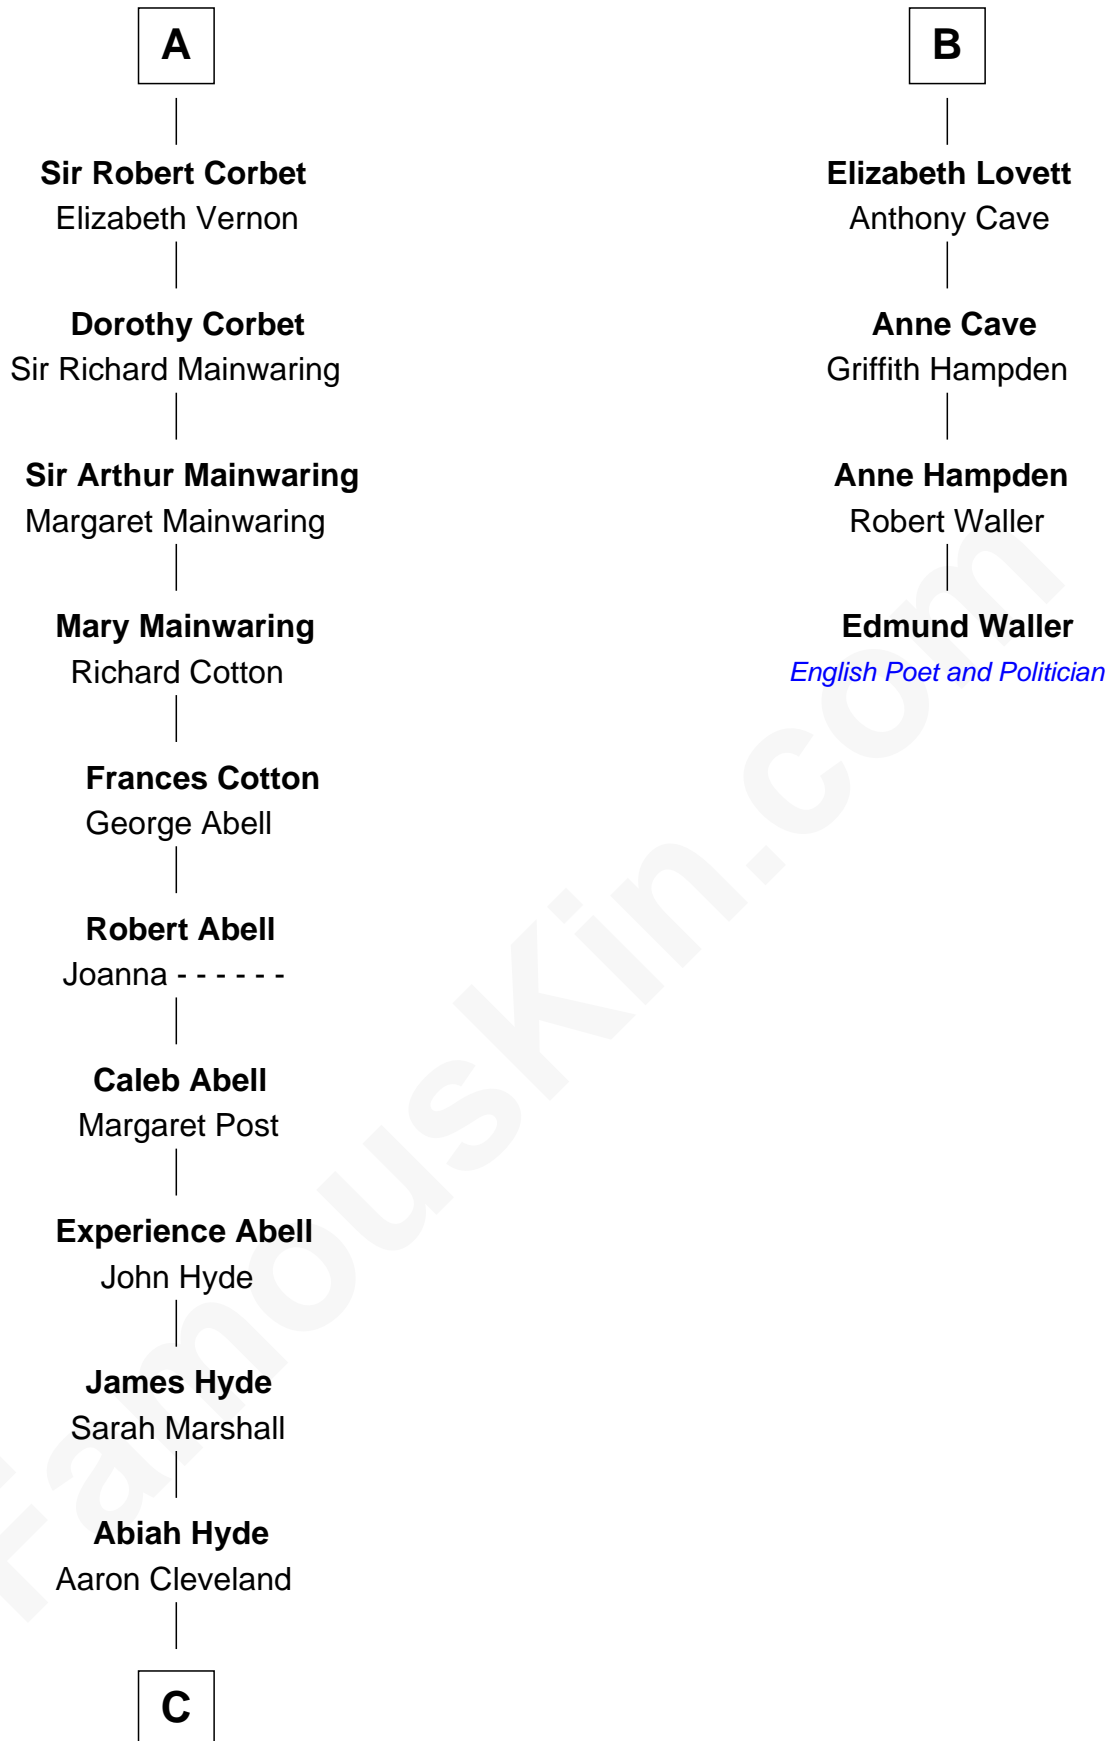 A
Sir Robert Corbet
Elizabeth Vernon
Dorothy Corbet
Sir Richard Mainwaring
Sir Arthur Mainwaring
Margaret Mainwaring
Mary Mainwaring
Richard Cotton
Frances Cotton
George Abell
Robert Abell
Joanna - - - - - -
Caleb Abell
Margaret Post
Experience Abell
John Hyde
James Hyde
Sarah Marshall
Abiah Hyde
Aaron Cleveland
C
B
Elizabeth Lovett
Anthony Cave
Anne Cave
Griffith Hampden
Anne Hampden
Robert Waller
Edmund Waller
English Poet and Politician
FamousKin.com